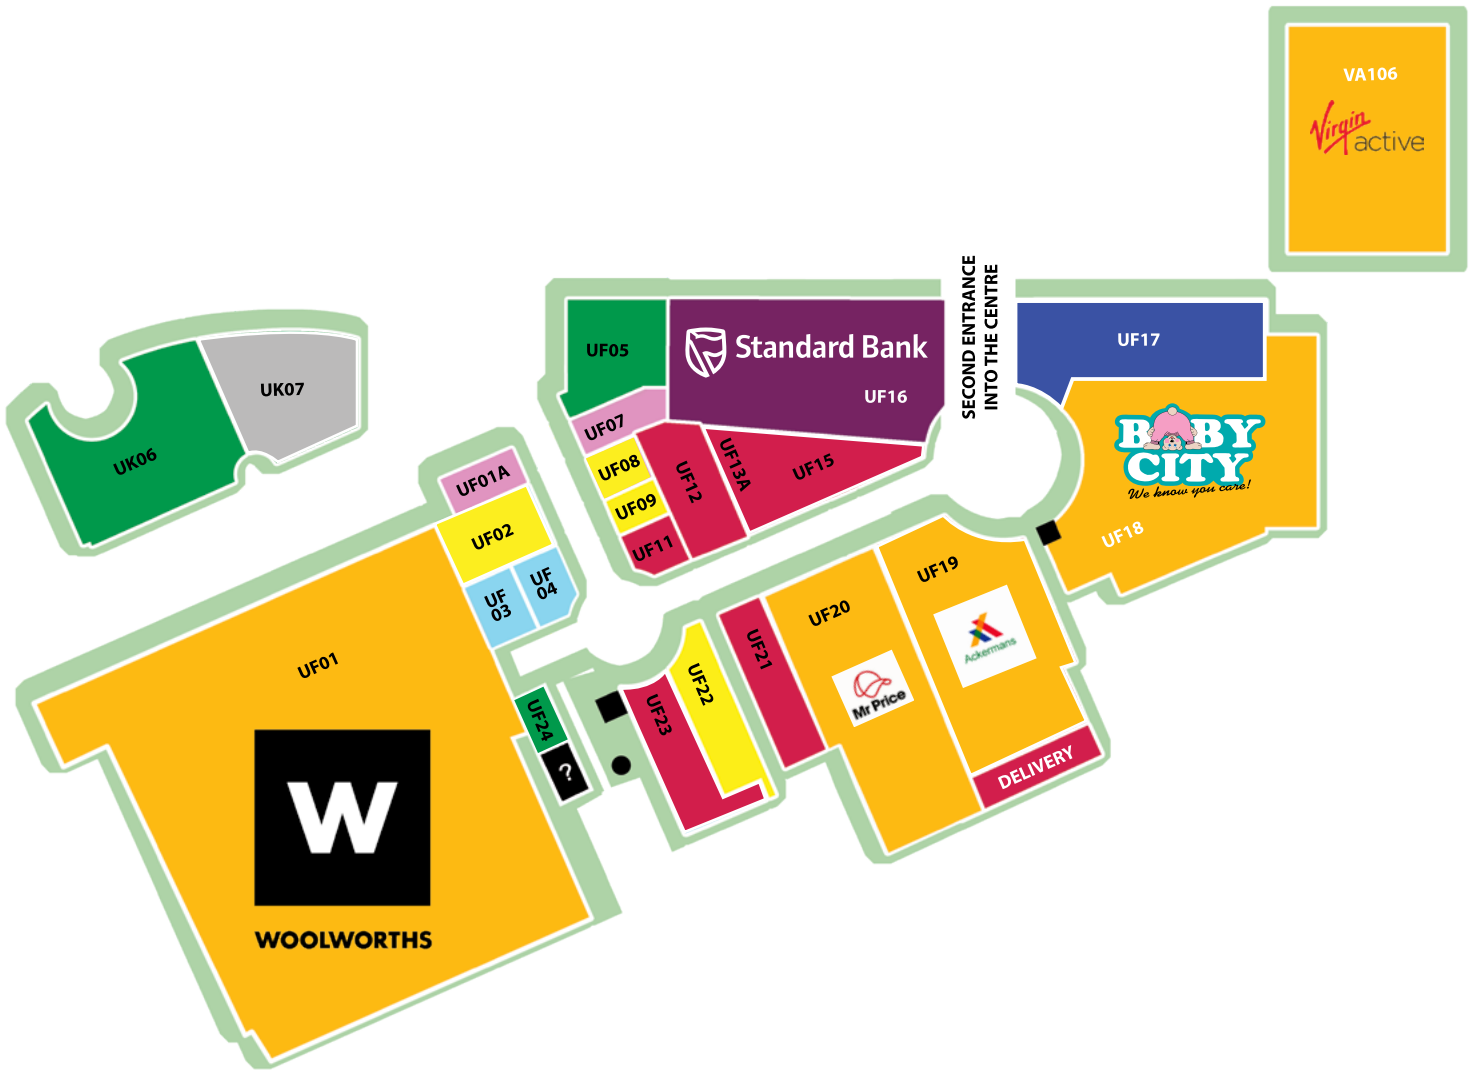 VA106
Virgin
active
SECOND ENTRANCE
INTO THE CENTRE
UF05
Standard Bank
UF16
UF17
UK07
UK06
UF07
UF08
UF09
UF11
UF12
UF13A
UF15
BABY
CITY
We know you care!
UF18
UF01A
UF02
UF
03
UF
04
UF19
Ackermans
UF20
Mr Price
UF21
UF22
UF23
UF24
?
DELIVERY
UF01
W
WOOLWORTHS